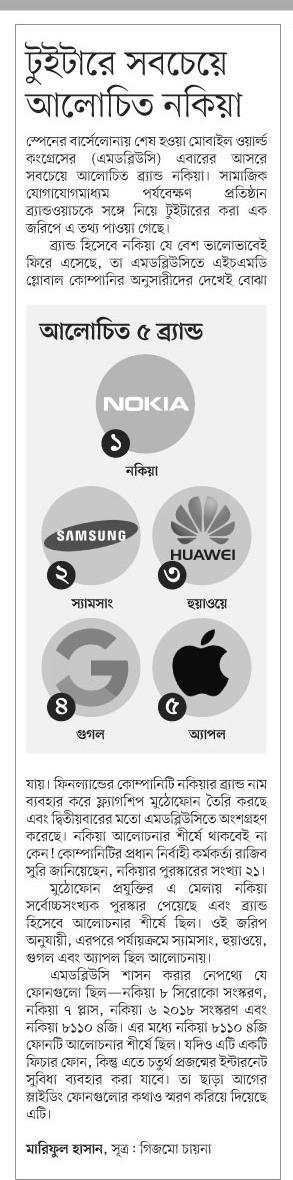 টুইটারে সবচেয়ে
আলোচিত নকিয়া
স্পেনের বার্সেলোনায় শেষ হওয়া মোবাইল ওয়ার্ল্ড
কংগ্রেসের (এমডব্লিউসি) এবারের আসরে
সবচেয়ে আলোচিত ব্র্যান্ড নকিয়া। সামাজিক
যোগাযোগমাধ্যম পর্যবেক্ষণ প্রতিষ্ঠান
ব্র্যান্ডওয়াচকে সঙ্গে নিয়ে টুইটারের করা এক
জরিপে এ তথ্য পাওয়া গেছে।
ব্র্যান্ড হিসেবে নকিয়া যে বেশ ভালোভাবেই
ফিরে এসেছে, তা এমডব্লিউসিতে এইচএমডি
গ্লোবাল কোম্পানির অনুসারীদের দেখেই বোঝা
আলোচিত ৫ ব্র্যান্ড
NOKIA
১
নকিয়া
SAMSUNG
২
স্যামসাং
HUAWEI
৩
হুয়াওয়ে
G
৪
গুগল
৫
অ্যাপল
যায়। ফিনল্যান্ডের কোম্পানিটি নকিয়ার ব্র্যান্ড নাম
ব্যবহার করে ফ্ল্যাগশিপ মুঠোফোন তৈরি করছে
এবং দ্বিতীয়বারের মতো এমডব্লিউসিতে অংশগ্রহণ
করেছে। নকিয়া আলোচনার শীর্ষে থাকবেই না
কেন! কোম্পানিটির প্রধান নির্বাহী কর্মকর্তা রাজিব
সুরি জানিয়েছেন, নকিয়ার পুরস্কারের সংখ্যা ২১।
মুঠোফোন প্রযুক্তির এ মেলায় নকিয়া
সর্বোচ্চসংখ্যক পুরস্কার পেয়েছে এবং ব্র্যান্ড
হিসেবে আলোচনার শীর্ষে ছিল। ওই জরিপ
অনুযায়ী, এরপরে পর্যায়ক্রমে স্যামসাং, হুয়াওয়ে,
গুগল এবং অ্যাপল ছিল আলোচনায়।
এমডব্লিউসি শাসন করার নেপথ্যে যে
ফোনগুলো ছিল—নকিয়া ৮ সিরোকো সংস্করণ,
নকিয়া ৭ প্লাস, নকিয়া ৬ ২০১৮ সংস্করণ এবং
নকিয়া ৮১১০ ৪জি। এর মধ্যে নকিয়া ৮১১০ ৪জি
ফোনটি আলোচনার শীর্ষে ছিল। যদিও এটি একটি
ফিচার ফোন, কিন্তু এতে চতুর্থ প্রজন্মের ইন্টারনেট
সুবিধা ব্যবহার করা যাবে। তা ছাড়া আগের
স্লাইডিং ফোনগুলোর কথাও স্মরণ করিয়ে দিয়েছে
এটি।
মারিফুল হাসান, সূত্র : গিজমো চায়না